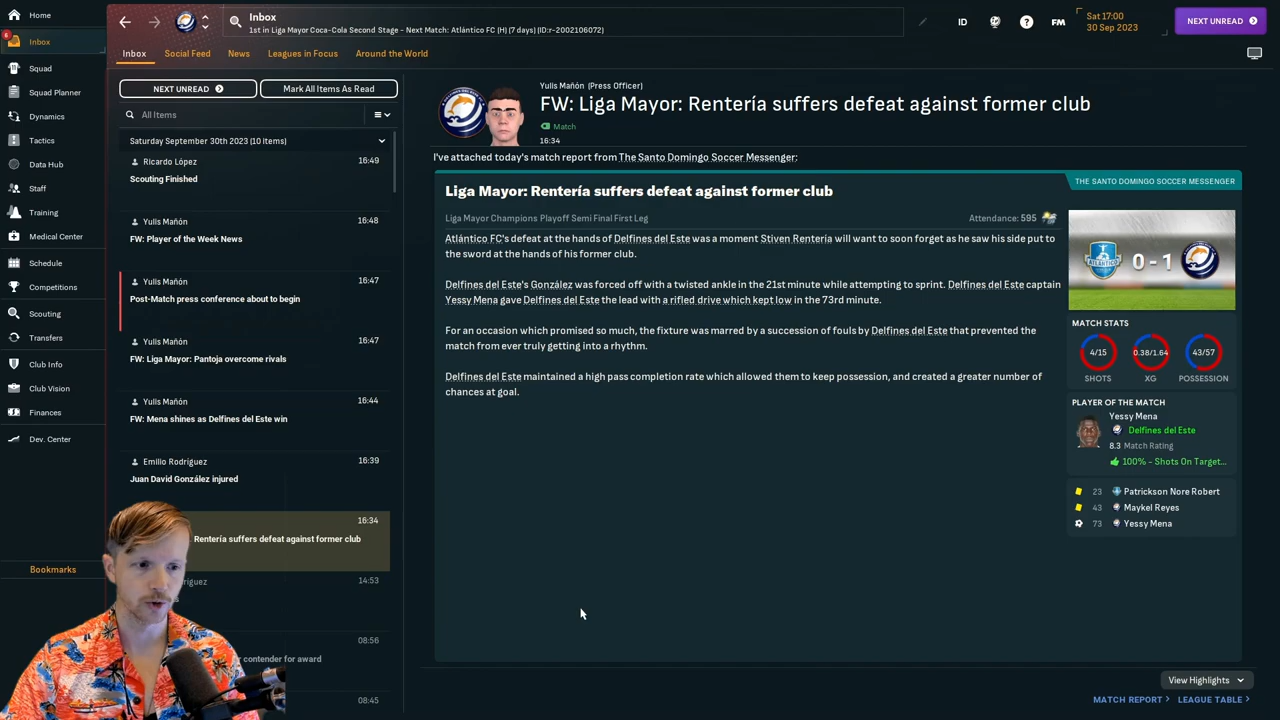 Home
Inbox
6
Squad
Squad Planner
Dynamics
Tactics
Data Hub
Staff
Training
Medical Center
Schedule
Competitions
Scouting
Transfers
Club Info
Club Vision
Finances
Dev. Center
Bookmarks
Inbox
1st in Liga Mayor Coca-Cola Second Stage - Next Match: Atlántico FC (H) (7 days) (ID:r-2002106072)
ID
?
FM
Sat 17:00
30 Sep 2023
NEXT UNREAD
Inbox
Social Feed
News
Leagues in Focus
Around the World
NEXT UNREAD
Mark All Items As Read
All Items
Saturday September 30th 2023 (10 items)
Ricardo López
16:49
Scouting Finished
Yulis Mañón
16:48
FW: Player of the Week News
Yulis Mañón
16:47
Post-Match press conference about to begin
Yulis Mañón
16:47
FW: Liga Mayor: Pantoja overcome rivals
Yulis Mañón
16:44
FW: Mena shines as Delfines del Este win
Emilio Rodríguez
16:39
Juan David González injured
16:34
Rentería suffers defeat against former club
14:53
08:56
contender for award
08:45
Yulis Mañón (Press Officer)
FW: Liga Mayor: Rentería suffers defeat against former club
Match
16:34
I've attached today's match report from The Santo Domingo Soccer Messenger:
THE SANTO DOMINGO SOCCER MESSENGER
Liga Mayor: Rentería suffers defeat against former club
Liga Mayor Champions Playoff Semi Final First Leg
Attendance: 595
Atlántico FC's defeat at the hands of Delfines del Este was a moment Stiven Rentería will want to soon forget as he saw his side put to
the sword at the hands of his former club.
Delfines del Este's González was forced off with a twisted ankle in the 21st minute while attempting to sprint. Delfines del Este captain
Yessy Mena gave Delfines del Este the lead with a rifled drive which kept low in the 73rd minute.
For an occasion which promised so much, the fixture was marred by a succession of fouls by Delfines del Este that prevented the
match from ever truly getting into a rhythm.
Delfines del Este maintained a high pass completion rate which allowed them to keep possession, and created a greater number of
chances at goal.
ATLÁNTICO
0 - 1
MATCH STATS
4/15
0.38/1.64
43/57
SHOTS
XG
POSSESSION
PLAYER OF THE MATCH
Yessy Mena
Delfines del Este
8.3 Match Rating
100% - Shots On Target...
23 Patrickson Nore Robert
43 Maykel Reyes
73 Yessy Mena
View Highlights
MATCH REPORT
LEAGUE TABLE